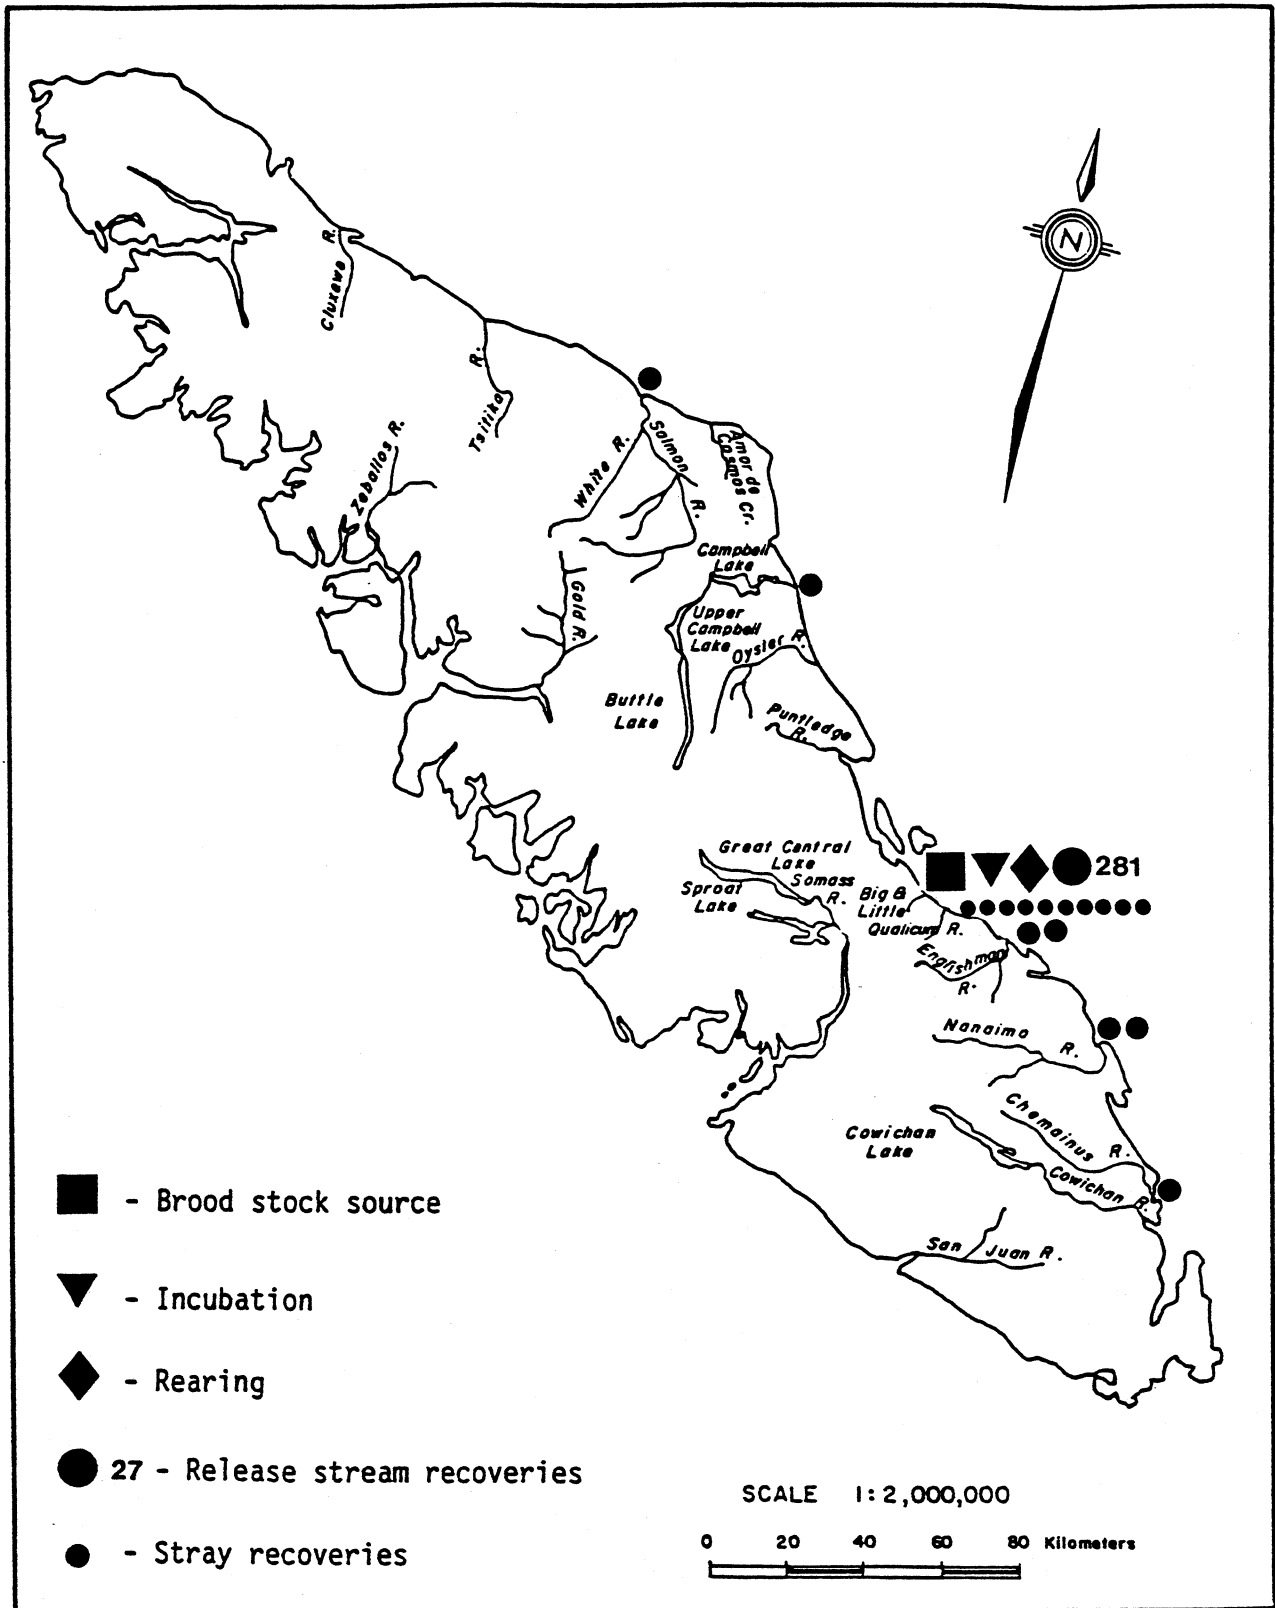 N
Cluxewe R.
Tsitika R.
Zeballos R.
White R.
Salmon R.
Amor de
Cosmos Cr.
Campbell
Lake
Gold R.
Upper
Campbell
Lake
Oyster R.
Buttle
Lake
Puntledge
R.
Great Central
Lake
Somass
R.
Sproat
Lake
Big &
Little
Qualicum R.
281
Englishman
R.
Nanaimo R.
Chemainus R.
Cowichan
Lake
Cowichan R.
San Juan R.
- Brood stock source
- Incubation
- Rearing
27 - Release stream recoveries
- Stray recoveries
SCALE 1:2,000,000
0 20 40 60 80 Kilometers